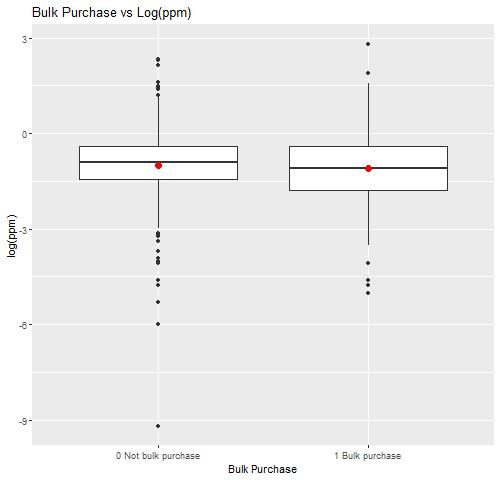 Bulk Purchase vs Log(ppm)
3
0
-3
-6
-9
log(ppm)
0 Not bulk purchase
1 Bulk purchase
Bulk Purchase